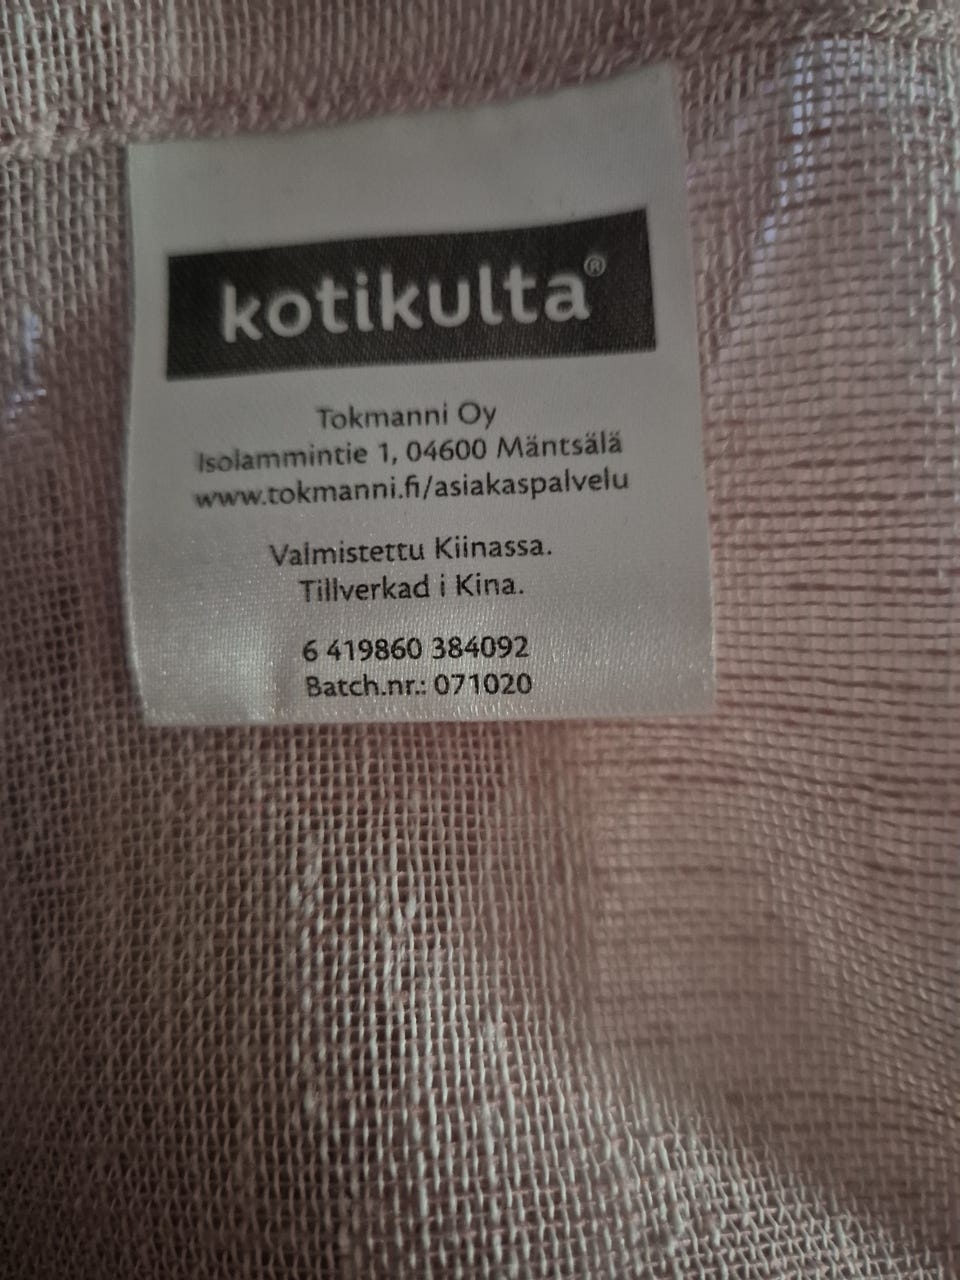 kotikulta®
Tokmanni Oy
Isolammintie 1, 04600 Mäntsälä
www.tokmanni.fi/asiakaspalvelu
Valmistettu Kiinassa.
Tillverkad i Kina.
6 419860 384092
Batch.nr.: 071020